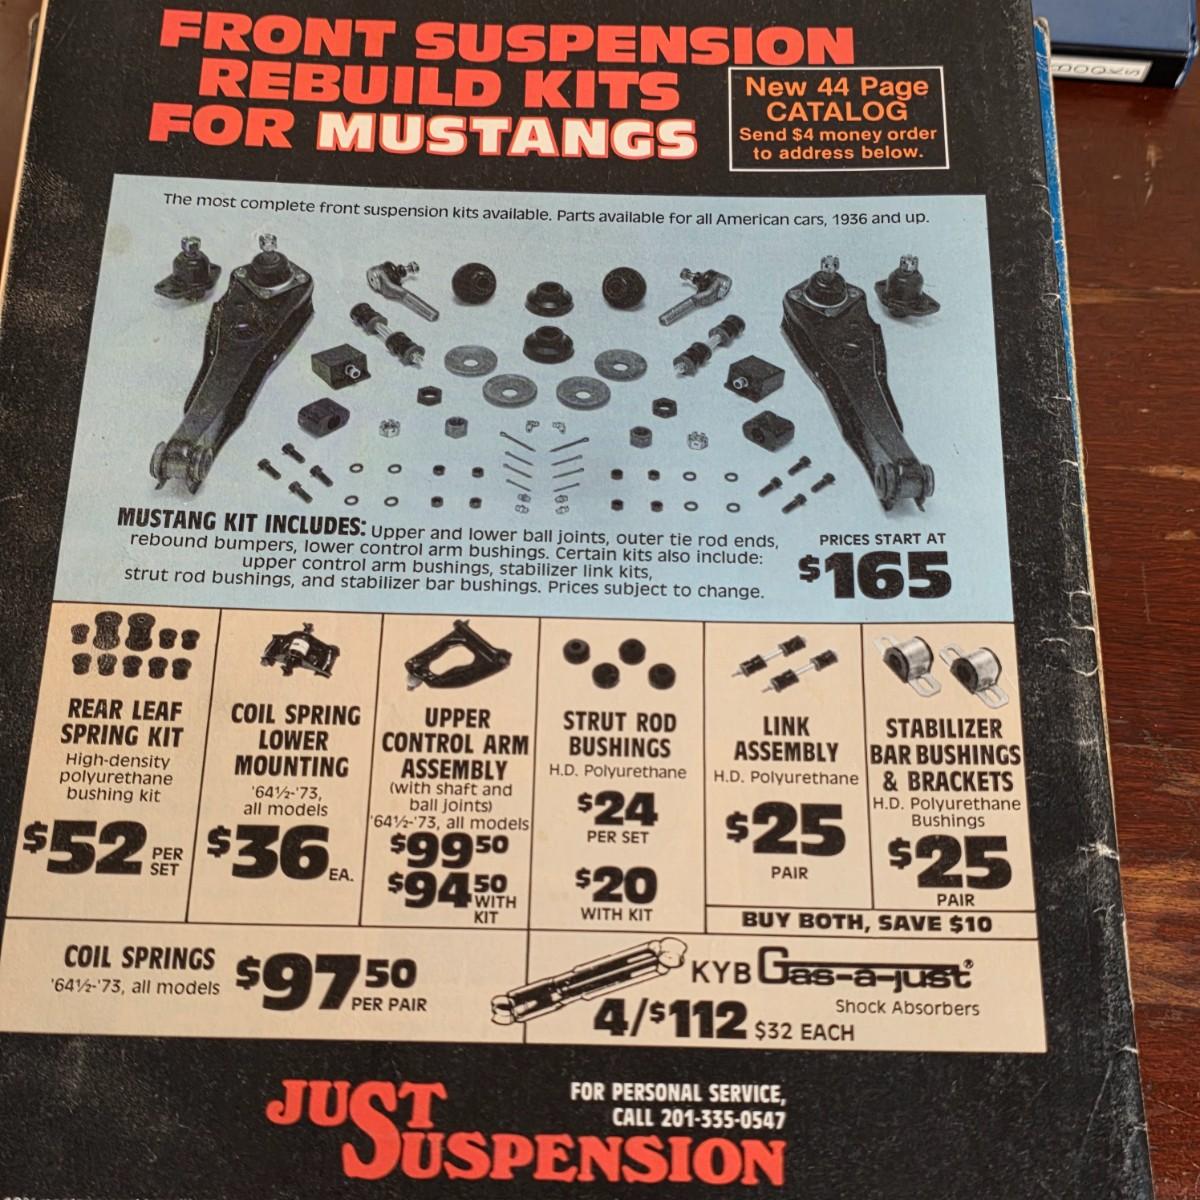 FRONT SUSPENSION
REBUILD KITS
FOR MUSTANGS
New 44 Page
CATALOG
Send $4 money order
to address below.
The most complete front suspension kits available. Parts available for all American cars, 1936 and up.
MUSTANG KIT INCLUDES: Upper and lower ball joints, outer tie rod ends,
rebound bumpers, lower control arm bushings. Certain kits also include:
upper control arm bushings, stabilizer link kits,
strut rod bushings, and stabilizer bar bushings. Prices subject to change.
PRICES START AT
$165
REAR LEAF
SPRING KIT
High-density
polyurethane
bushing kit
$52 PER
SET
COIL SPRING
LOWER
MOUNTING
'64½-'73,
all models
$36 EA.
UPPER
CONTROL ARM
ASSEMBLY
(with shaft and
ball joints)
'64½-'73, all models
$99 50
$94 50
WITH
KIT
STRUT ROD
BUSHINGS
H.D. Polyurethane
$24
PER SET
$20
WITH KIT
LINK
ASSEMBLY
H.D. Polyurethane
$25
PAIR
STABILIZER
BAR BUSHINGS
& BRACKETS
H.D. Polyurethane
Bushings
$25
PAIR
BUY BOTH, SAVE $10
COIL SPRINGS
'64½-'73, all models
$97 50
PER PAIR
KYB Gas-a-just®
Shock Absorbers
4/$112 $32 EACH
JUST
SUSPENSION
FOR PERSONAL SERVICE,
CALL 201-335-0547